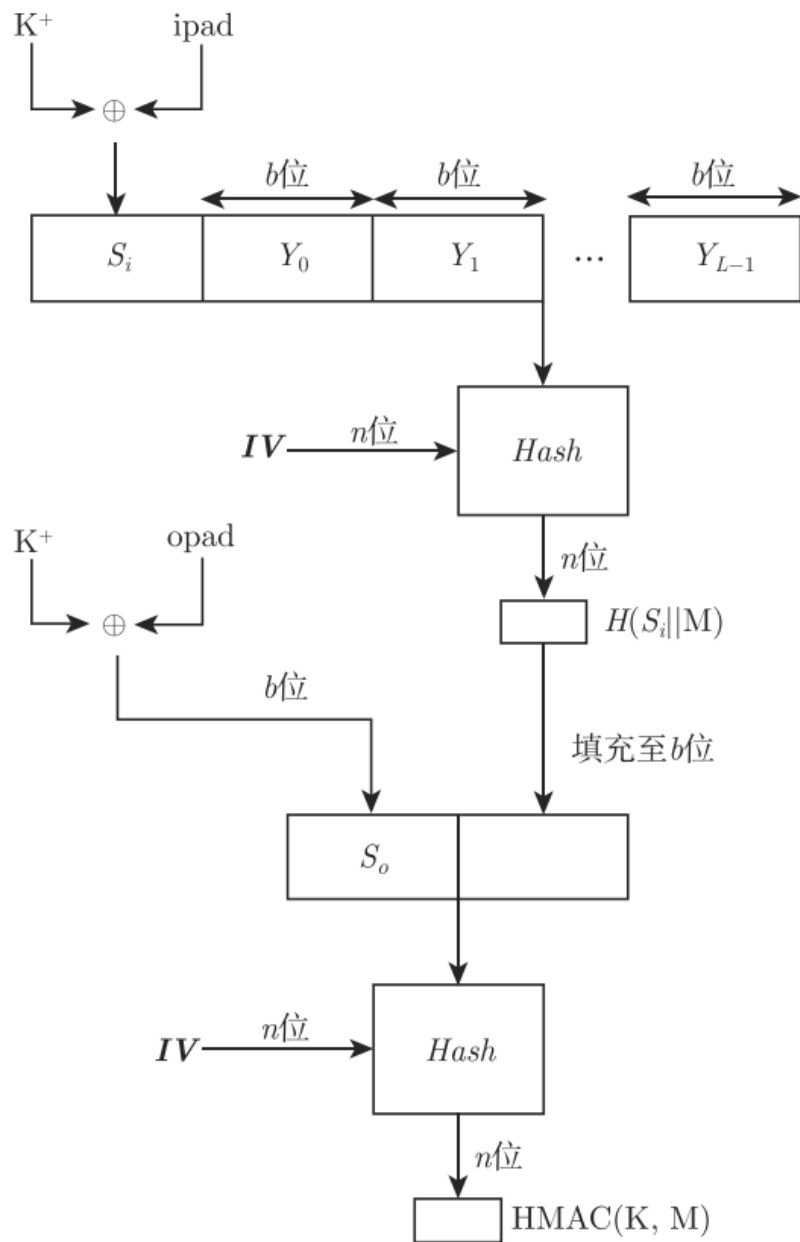 K⁺ ipad
⊕
b位 b位 b位
Sᵢ Y₀ Y₁ ... Y_{L−1}
IV n位 Hash
K⁺ opad
n位
⊕
H(Sᵢ||M)
b位
填充至b位
Sₒ
IV n位 Hash
n位
HMAC(K, M)